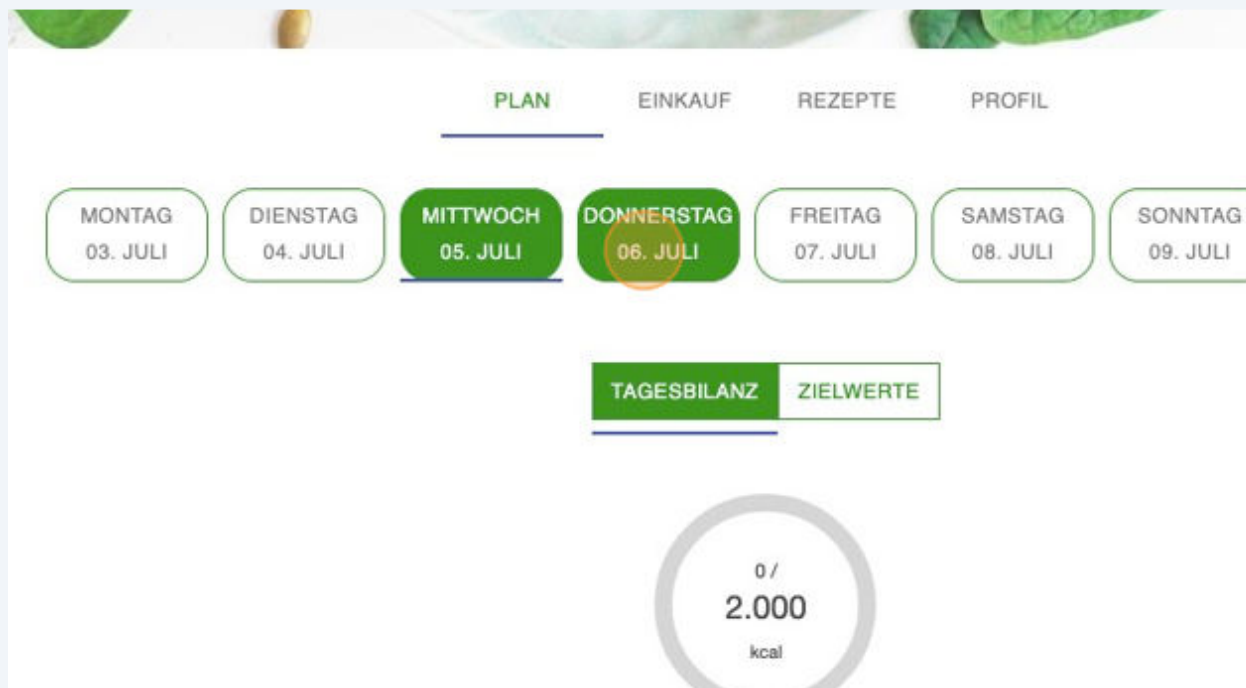 PLAN EINKAUF REZEPTE PROFIL
MONTAG DIENSTAG MITTWOCH DONNERSTAG FREITAG SAMSTAG SONNTAG
03. JULI 04. JULI 05. JULI 06. JULI 07. JULI 08. JULI 09. JULI
TAGESBILANZ ZIELWERTE
0 /
2.000
kcal